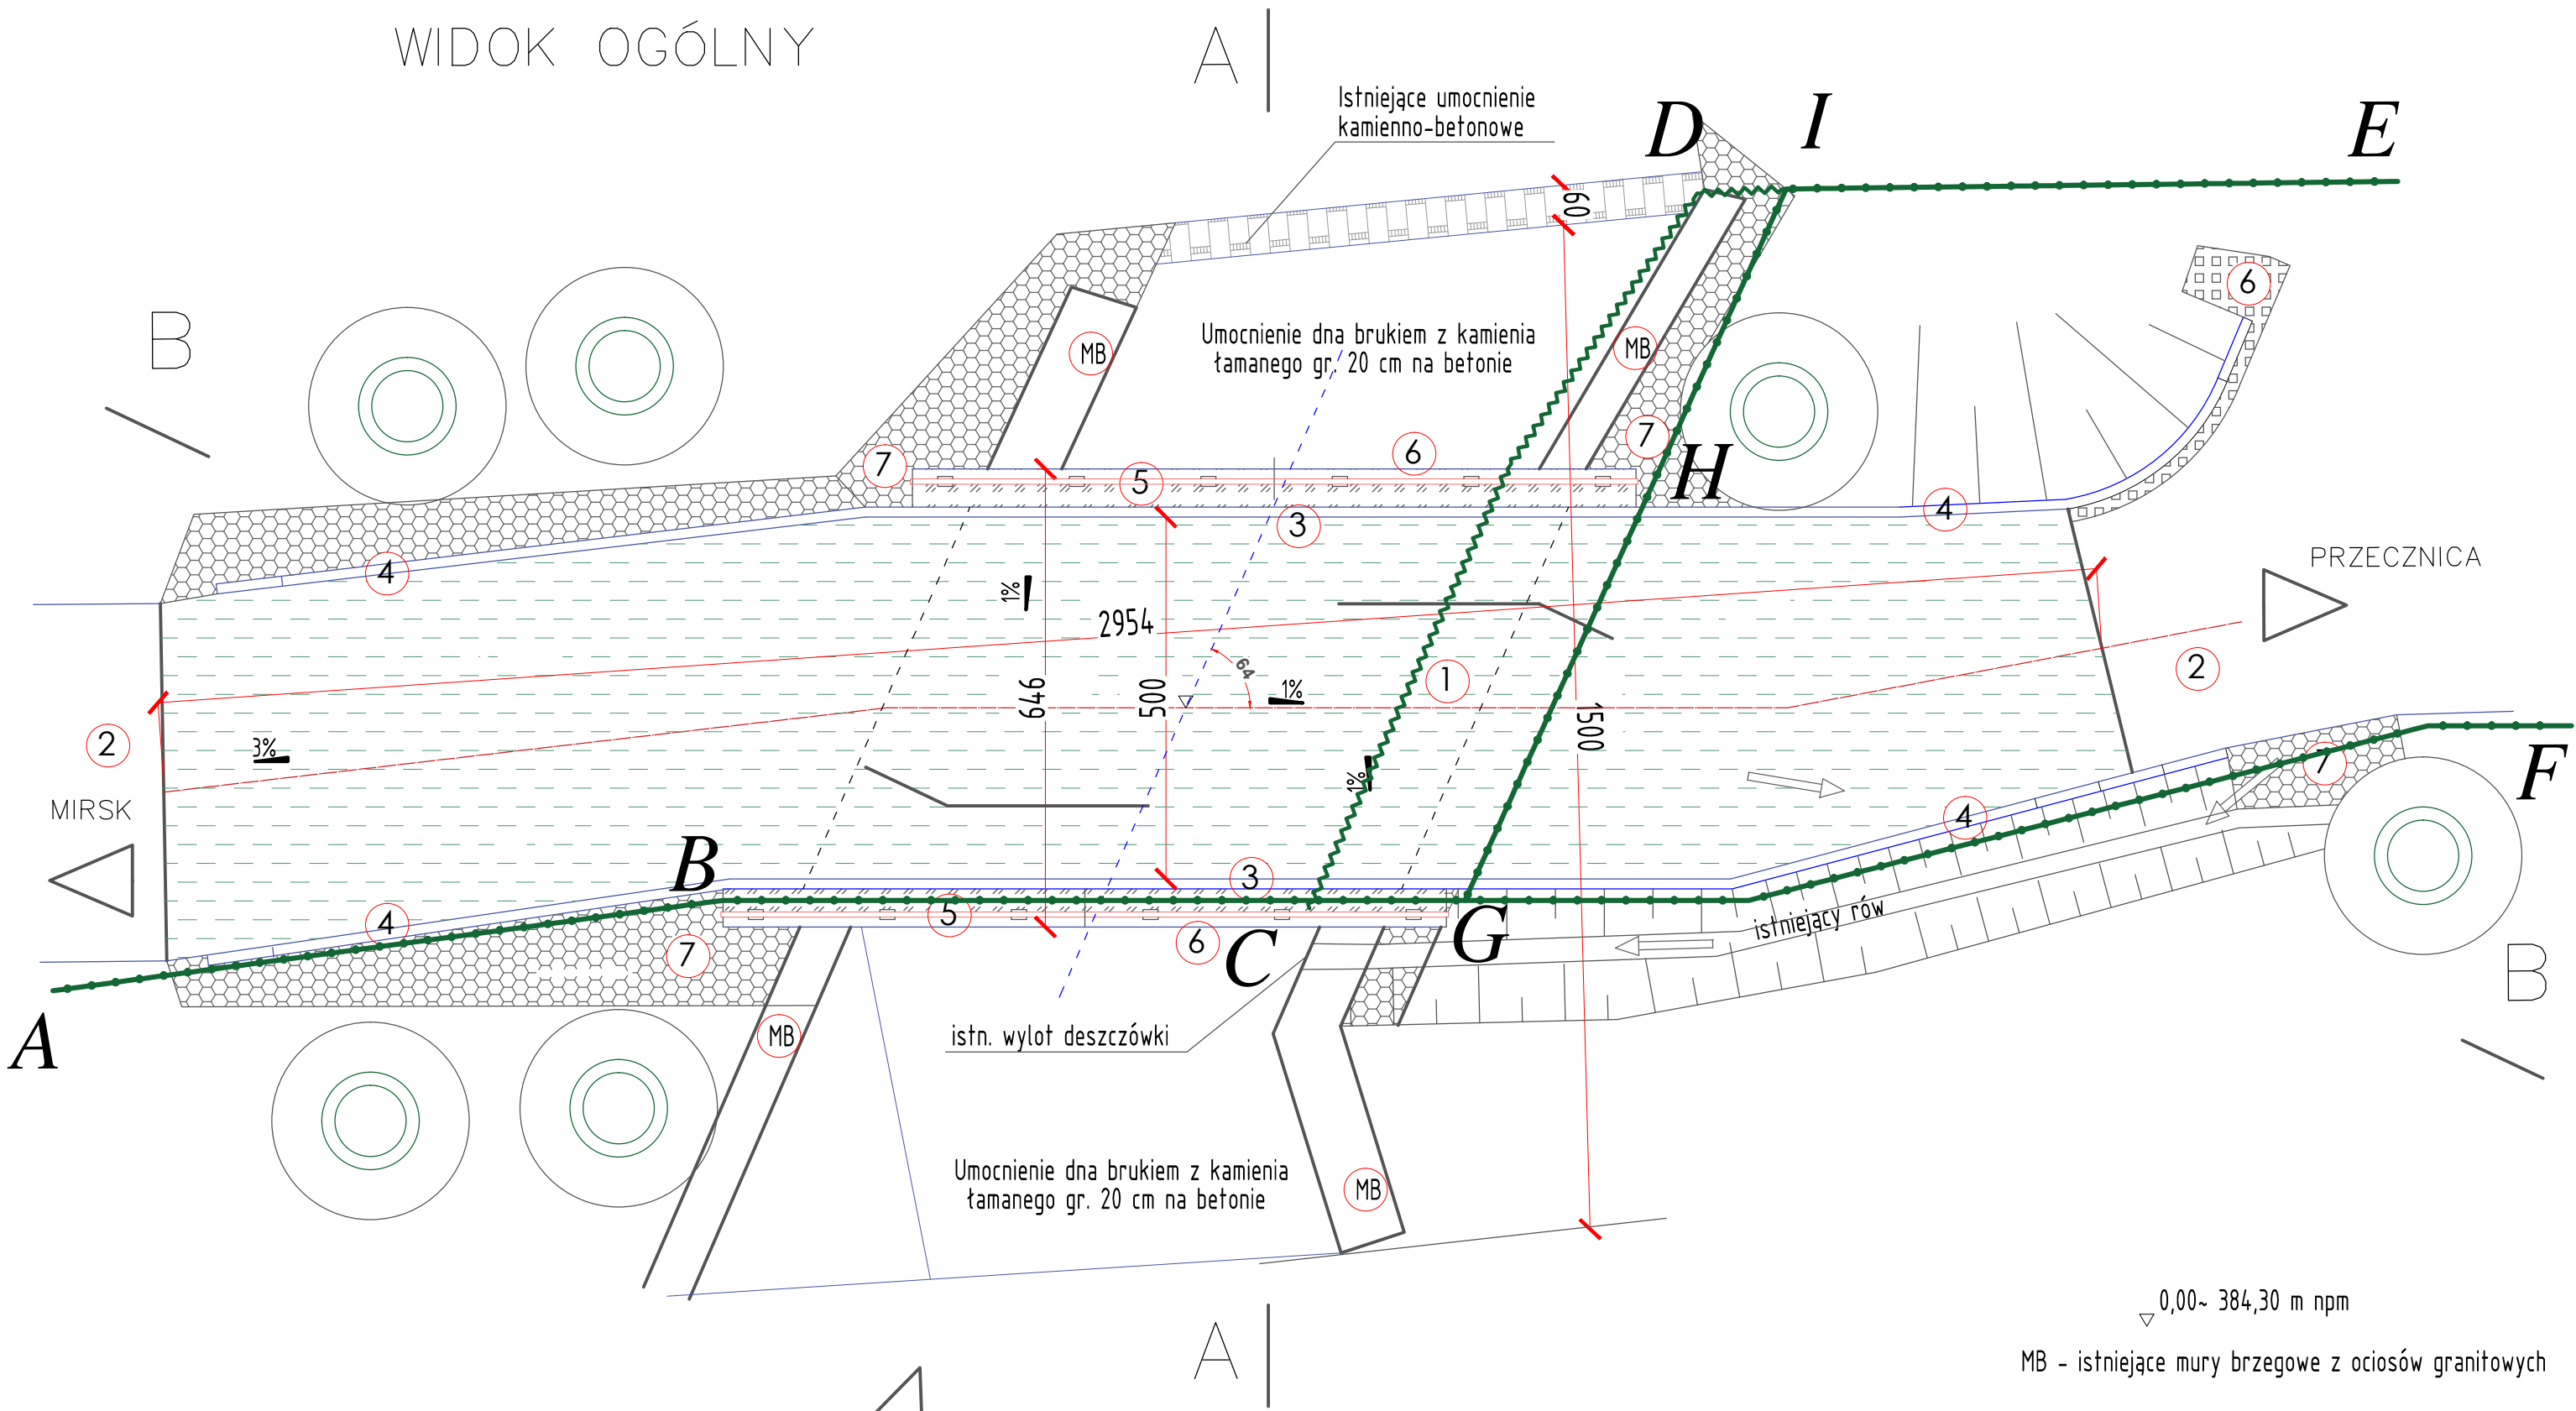 WIDOK OGÓLNY
A
Istniejące umocnienie
kamienno-betonowe
D
I
E
60
B
6
MB
Umocnienie dna brukiem z kamienia
łamanego gr. 20 cm na betonie
MB
7
5
6
7
H
3
4
4
PRZECZNICA
1%
2954
64
1
2
646
500
1%
1500
2
3%
MIRSK
1%
7
F
B
3
4
4
5
6
C
G
istniejący rów
7
B
A
MB
istn. wylot deszczówki
Umocnienie dna brukiem z kamienia
łamanego gr. 20 cm na betonie
MB
0,00~ 384,30 m npm
A
MB - istniejące mury brzegowe z ociosów granitowych